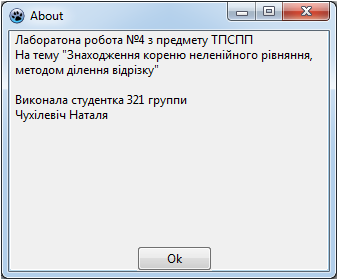 About
Лаборатона робота №4 з предмету ТПСПП
На тему "Знаходження кореню неленійного рівняння,
методом ділення відрізку"
Виконала студентка 321 группи
Чухілевіч Наталя
Ok